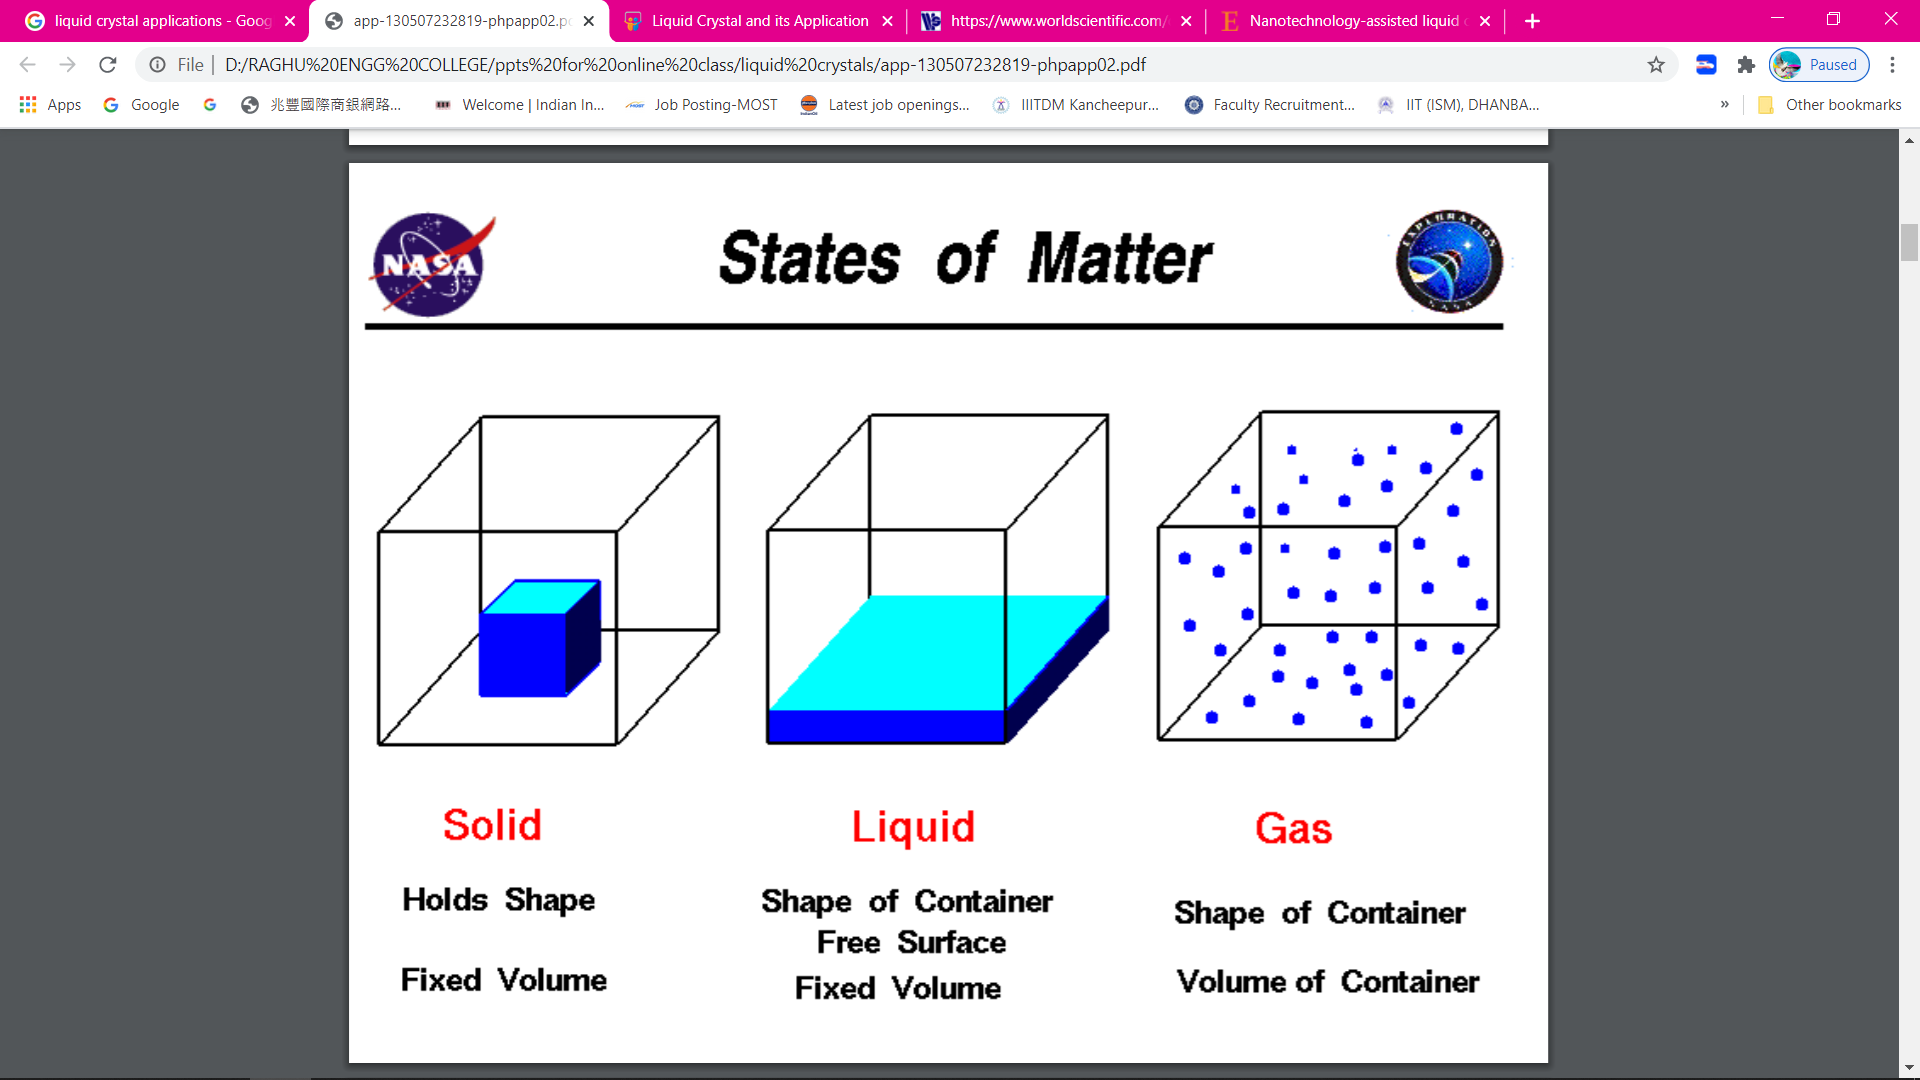 liquid crystal applications - Goog
app-130507232819-phpapp02.pd
Liquid Crystal and its Application
https://www.worldscientific.com/
Nanotechnology-assisted liquid c
File
D:/RAGHU%20ENGG%20COLLEGE/ppts%20for%20online%20class/liquid%20crystals/app-130507232819-phpapp02.pdf
Paused
Apps
Google
兆豐國際商銀網路...
Welcome | Indian In...
Job Posting-MOST
Latest job openings...
IIITDM Kancheepur...
Faculty Recruitment...
IIT (ISM), DHANBA...
»
Other bookmarks
NASA
States of Matter
EXPLORATION
NASA
Solid
Liquid
Gas
Holds Shape
Fixed Volume
Shape of Container
Free Surface
Fixed Volume
Shape of Container
Volume of Container